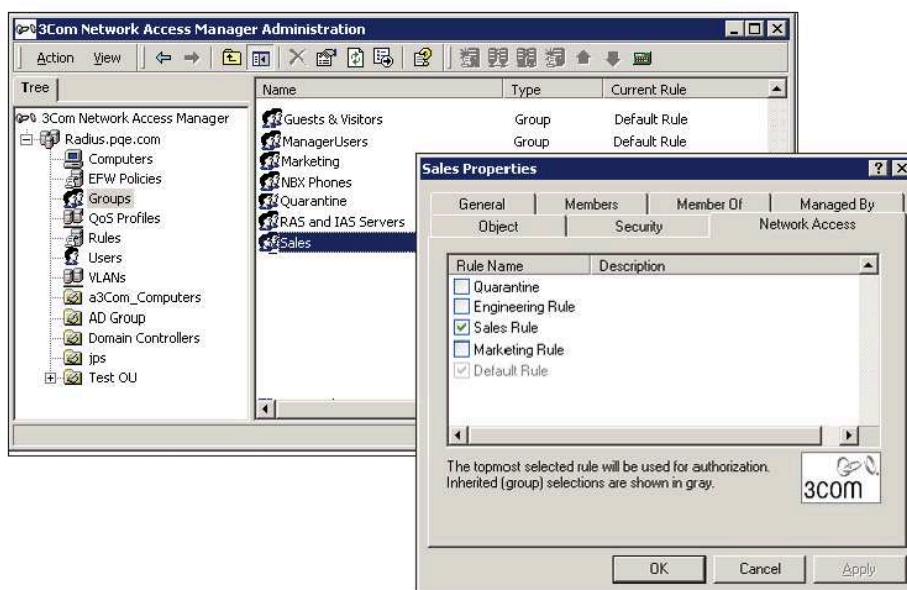 3Com Network Access Manager Administration
Action View
Tree
Name Type Current Rule
3Com Network Access Manager
Radius.pqe.com
Computers
EFW Policies
Groups
QoS Profiles
Rules
Users
VLANs
a3Com_Computers
AD Group
Domain Controllers
jps
Test OU
Guests & Visitors Group Default Rule
ManagerUsers Group Default Rule
Marketing
NBX Phones
Quarantine
RAS and IAS Servers
Sales
Sales Properties
General Members Member Of Managed By
Object Security Network Access
Rule Name Description
Quarantine
Engineering Rule
Sales Rule
Marketing Rule
Default Rule
The topmost selected rule will be used for authorization.
Inherited (group) selections are shown in gray.
3COM
OK Cancel Apply